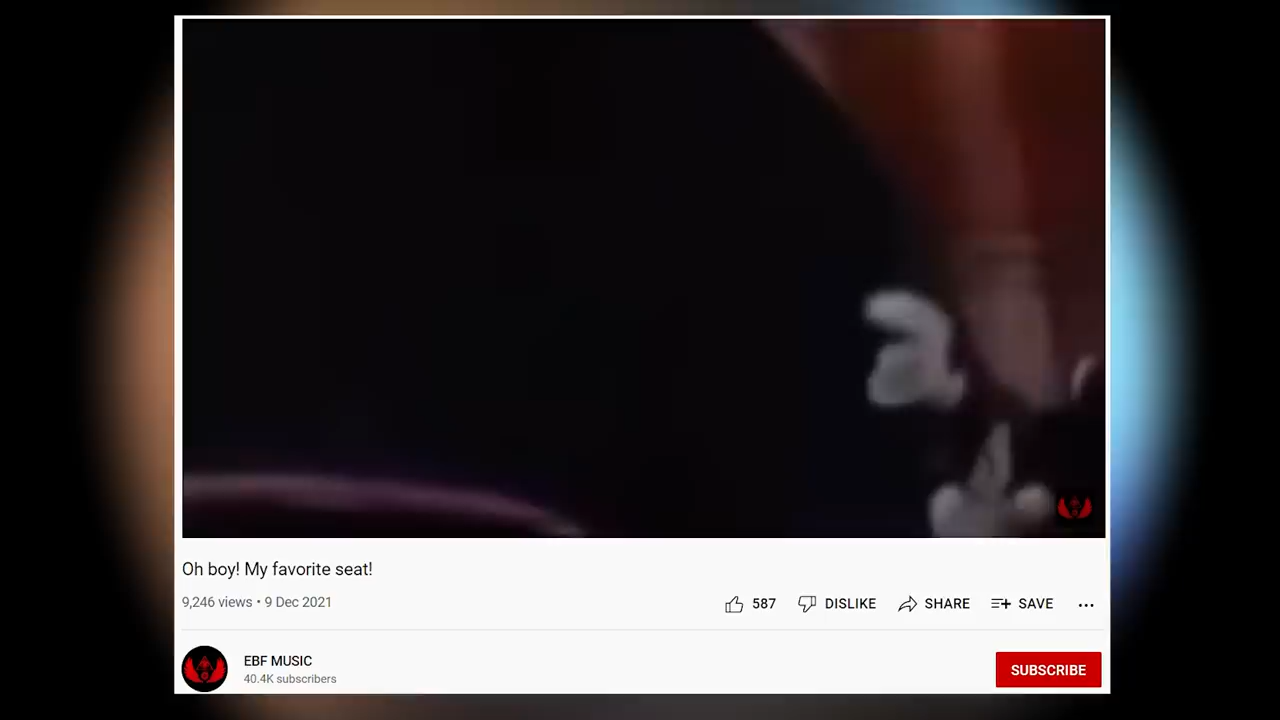 Oh boy! My favorite seat!
9,246 views • 9 Dec 2021
587 DISLIKE SHARE SAVE ...
EBF MUSIC
40.4K subscribers
SUBSCRIBE